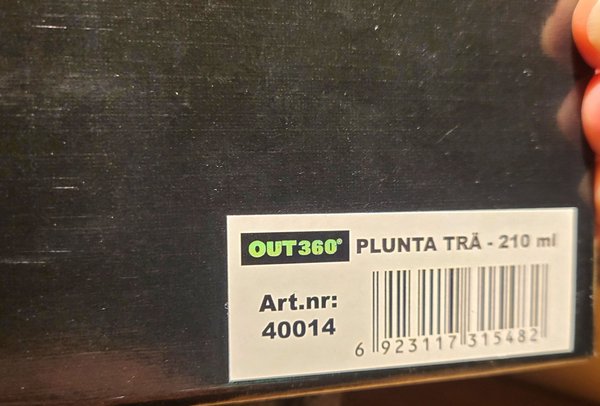 OUT360° PLUNTA TRÄ - 210 ml
Art.nr:
40014
6 923117 315482